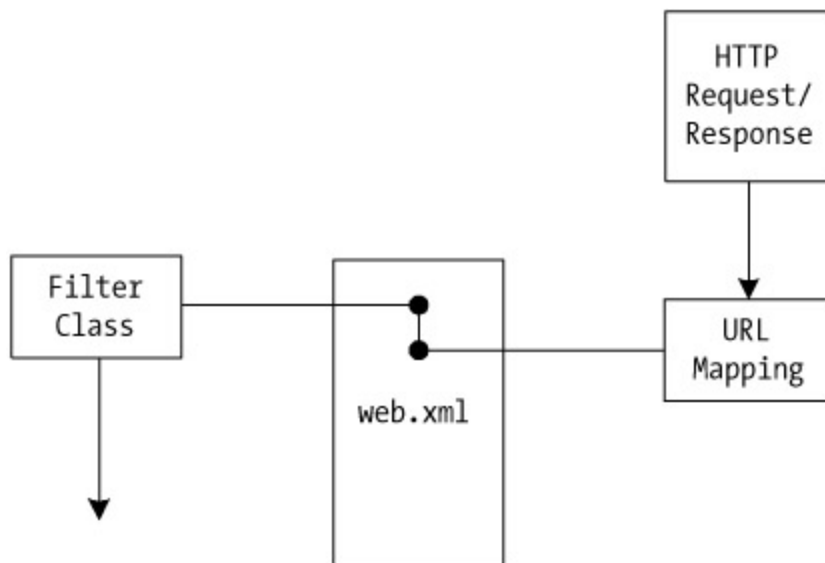 HTTP
Request/
Response
Filter
Class
URL
Mapping
web.xml